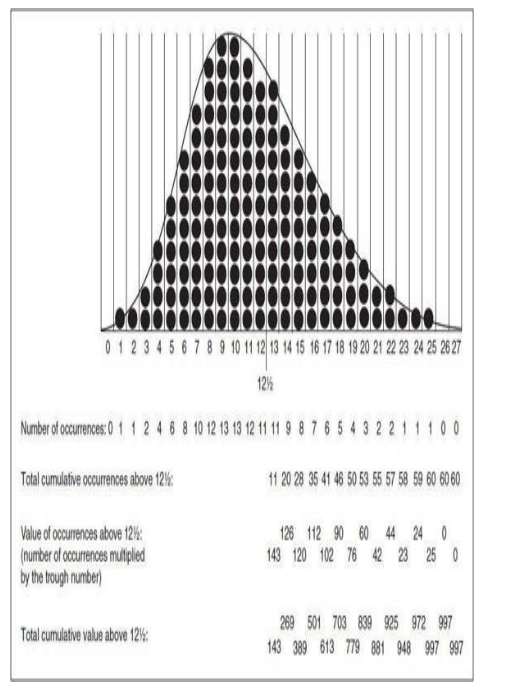 0 1 2 3 4 5 6 7 8 9 10 11 12 13 14 15 16 17 18 19 20 21 22 23 24 25 26 27
12½
Number of occurrences: 0 1 1 2 4 6 8 10 12 13 13 12 11 11 9 8 7 6 5 4 3 2 2 1 1 1 0 0
Total cumulative occurrences above 12½: 11 20 28 35 41 46 50 53 55 57 58 59 60 60 60
Value of occurrences above 12½: 126 112 90 60 44 24 0
(number of occurrences multiplied 143 120 102 76 42 23 25 0
by the trough number)
269 501 703 839 925 972 997
Total cumulative value above 12½: 143 389 613 779 881 948 997 997